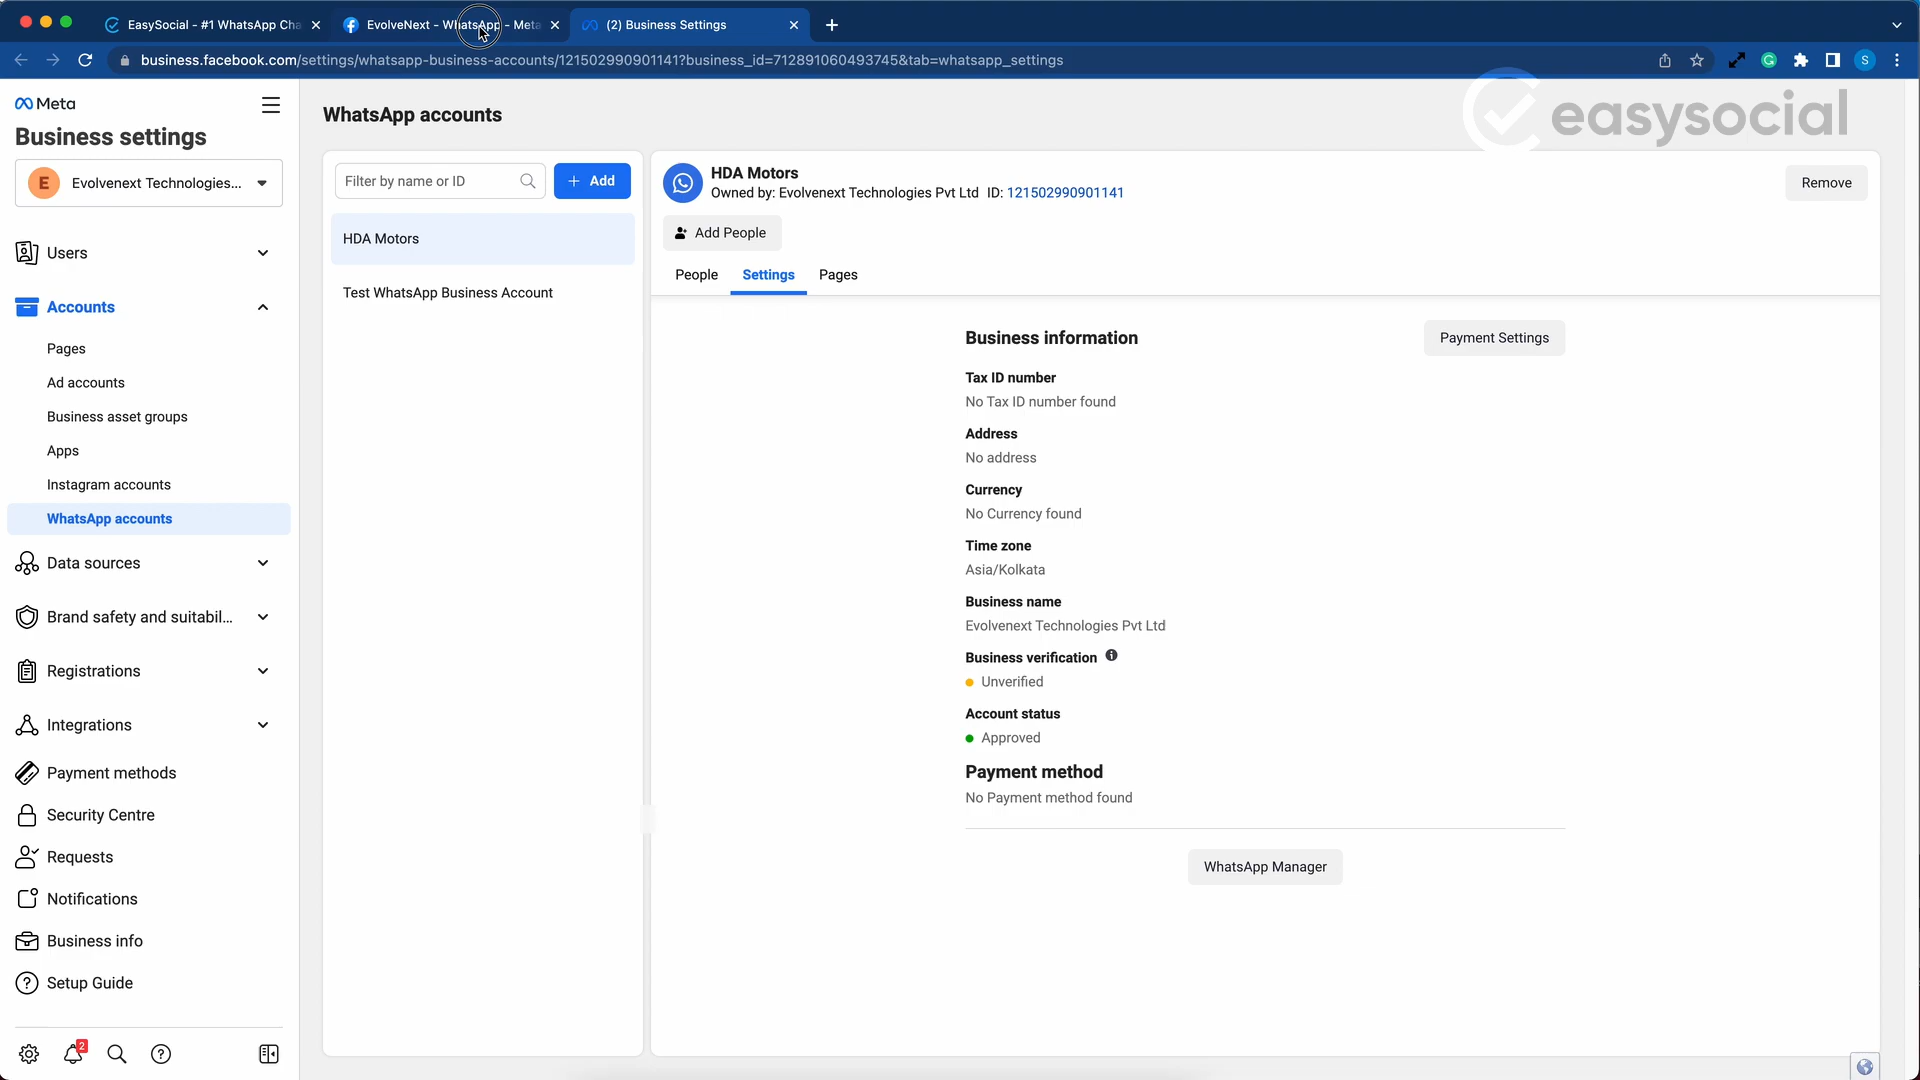 EasySocial - #1 WhatsApp Cha
EvolveNext - WhatsApp - Meta
(2) Business Settings
business.facebook.com/settings/whatsapp-business-accounts/121502990901141?business_id=712891060493745&tab=whatsapp_settings
S
easysocial
Meta
Business settings
E
Evolvenext Technologies...
Users
Accounts
Pages
Ad accounts
Business asset groups
Apps
Instagram accounts
WhatsApp accounts
Data sources
Brand safety and suitabil...
Registrations
Integrations
Payment methods
Security Centre
Requests
Notifications
Business info
Setup Guide
2
WhatsApp accounts
Filter by name or ID
+ Add
HDA Motors
Test WhatsApp Business Account
HDA Motors
Owned by: Evolvenext Technologies Pvt Ltd ID: 121502990901141
Remove
Add People
People Settings Pages
Business information
Payment Settings
Tax ID number
No Tax ID number found
Address
No address
Currency
No Currency found
Time zone
Asia/Kolkata
Business name
Evolvenext Technologies Pvt Ltd
Business verification
Unverified
Account status
Approved
Payment method
No Payment method found
WhatsApp Manager